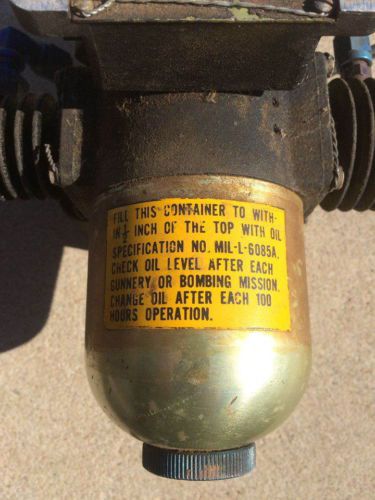 FILL THIS CONTAINER TO WITH-
IN ½ INCH OF THE TOP WITH OIL
SPECIFICATION NO. MIL-L-6085A.
CHECK OIL LEVEL AFTER EACH
GUNNERY OR BOMBING MISSION.
CHANGE OIL AFTER EACH 100
HOURS OPERATION.